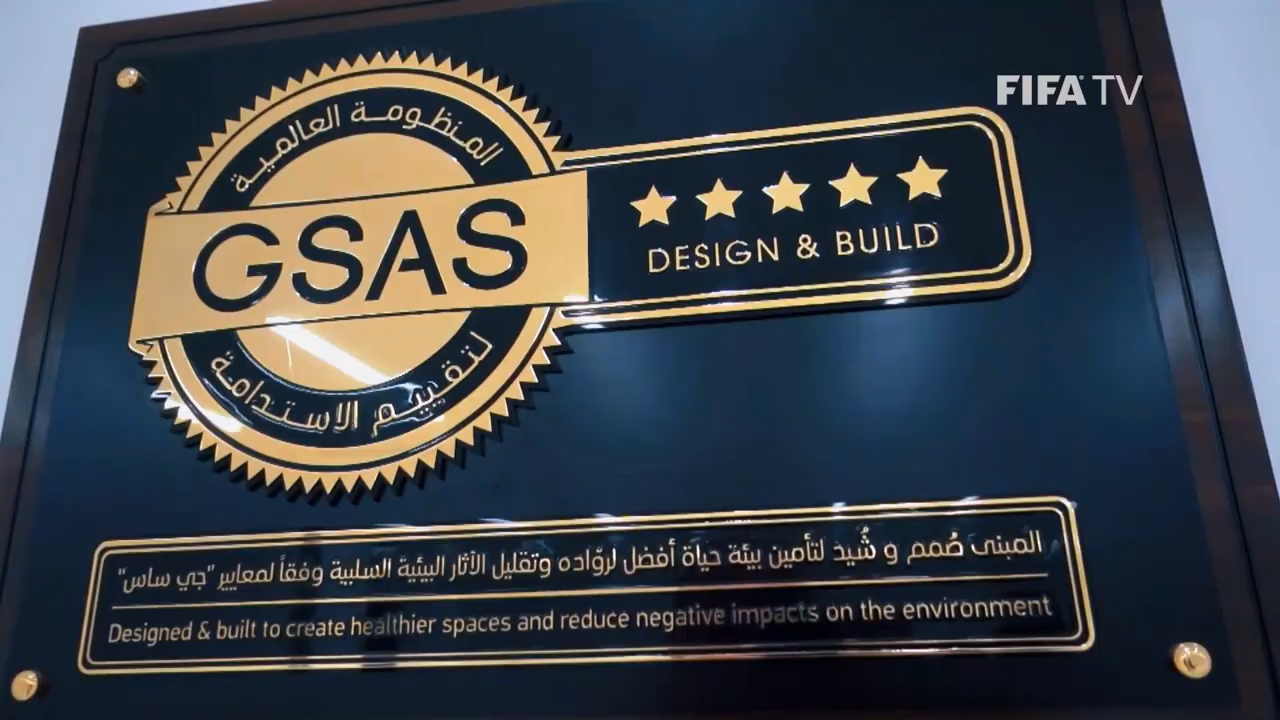 FIFA TV
المنظومة العالمية
GSAS
لتقييم الاستدامة
★★★★★
DESIGN & BUILD
المبنى صُمم و شُيد لتأمين بيئة حياة أفضل لروّاده وتقليل الآثار البيئية السلبية وفقاً لمعايير "جي ساس"
Designed & built to create healthier spaces and reduce negative impacts on the environment